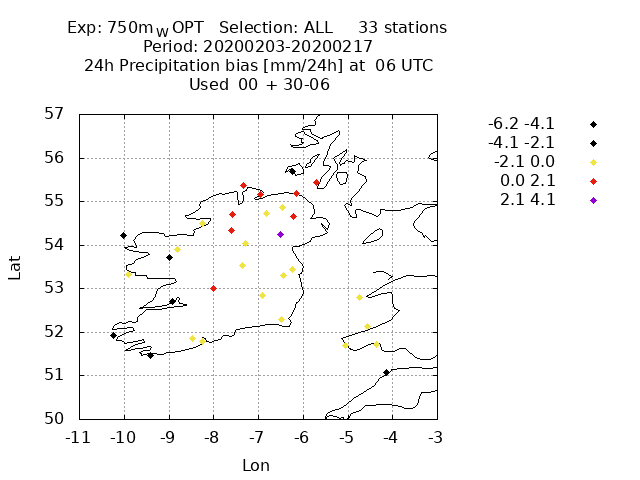 Exp: 750m_W OPT   Selection: ALL     33 stations
Period: 20200203-20200217
24h Precipitation bias [mm/24h] at  06 UTC
Used  00 + 30-06
57
56
55
54
53
52
51
50
Lat
-11 -10 -9 -8 -7 -6 -5 -4 -3
Lon
-6.2 -4.1
-4.1 -2.1
-2.1 0.0
0.0 2.1
2.1 4.1